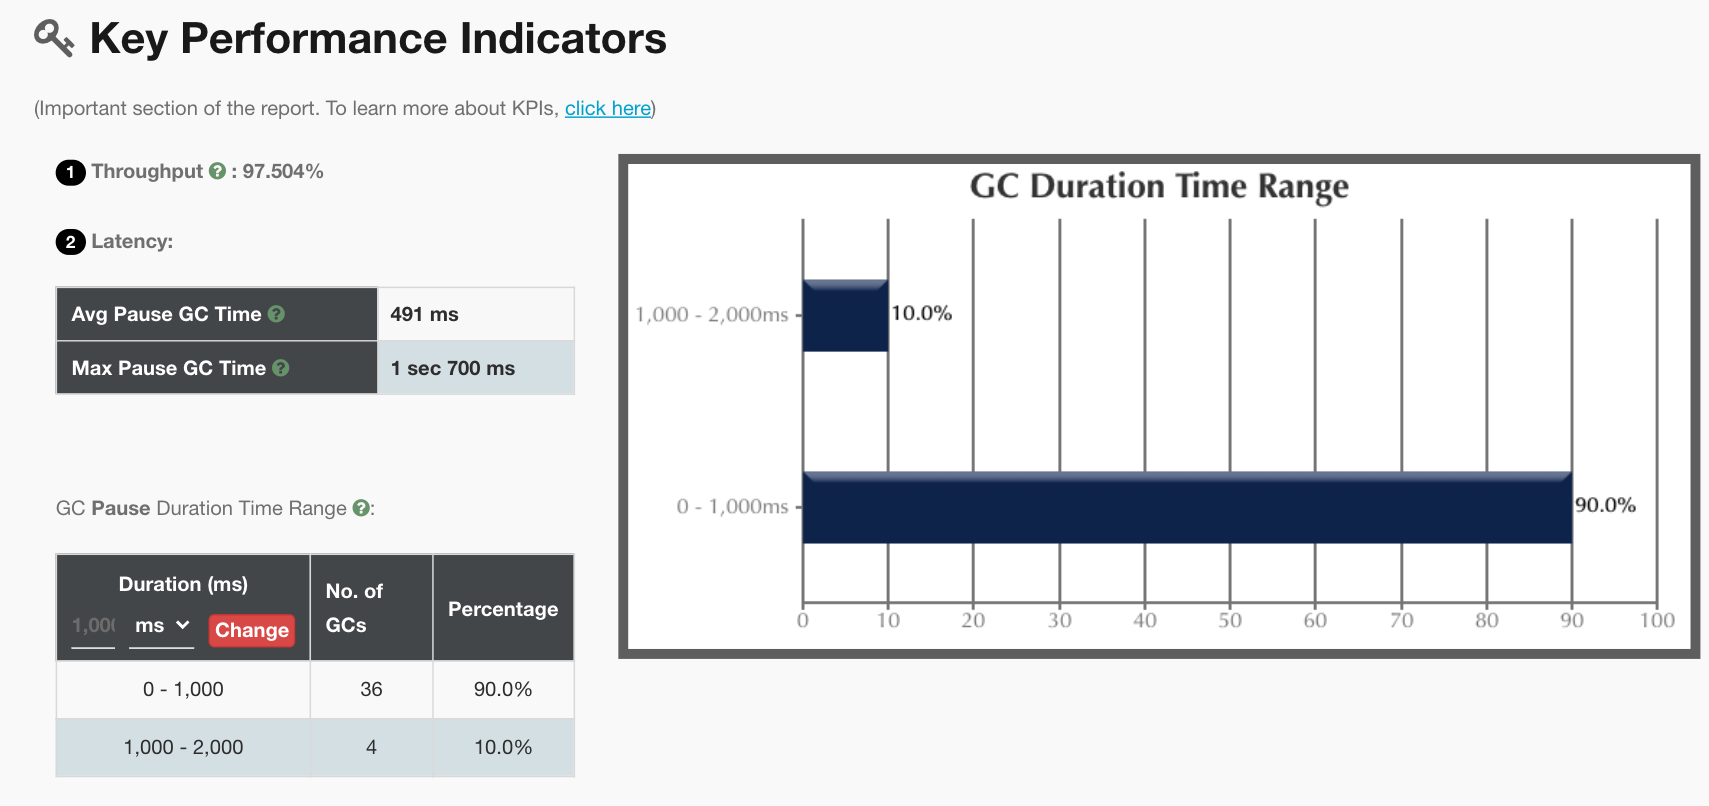 Key Performance Indicators
(Important section of the report. To learn more about KPIs, click here)
1 Throughput ? : 97.504%
2 Latency:
Avg Pause GC Time ? 491 ms
Max Pause GC Time ? 1 sec 700 ms
GC Pause Duration Time Range ?:
Duration (ms)
1,000 ms Change
No. of
GCs
Percentage
0 - 1,000 36 90.0%
1,000 - 2,000 4 10.0%
GC Duration Time Range
1,000 - 2,000ms 10.0%
0 - 1,000ms 90.0%
0 10 20 30 40 50 60 70 80 90 100